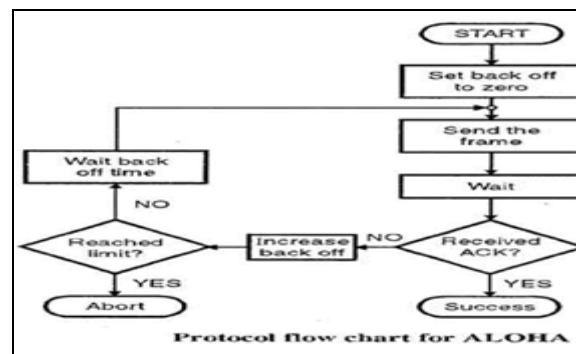 START
Set back off
to zero
Send the
frame
Wait
Received
ACK?
YES
Success
NO
Increase
back off
Reached
limit?
NO
Wait back
off time
YES
Abort
Protocol flow chart for ALOHA